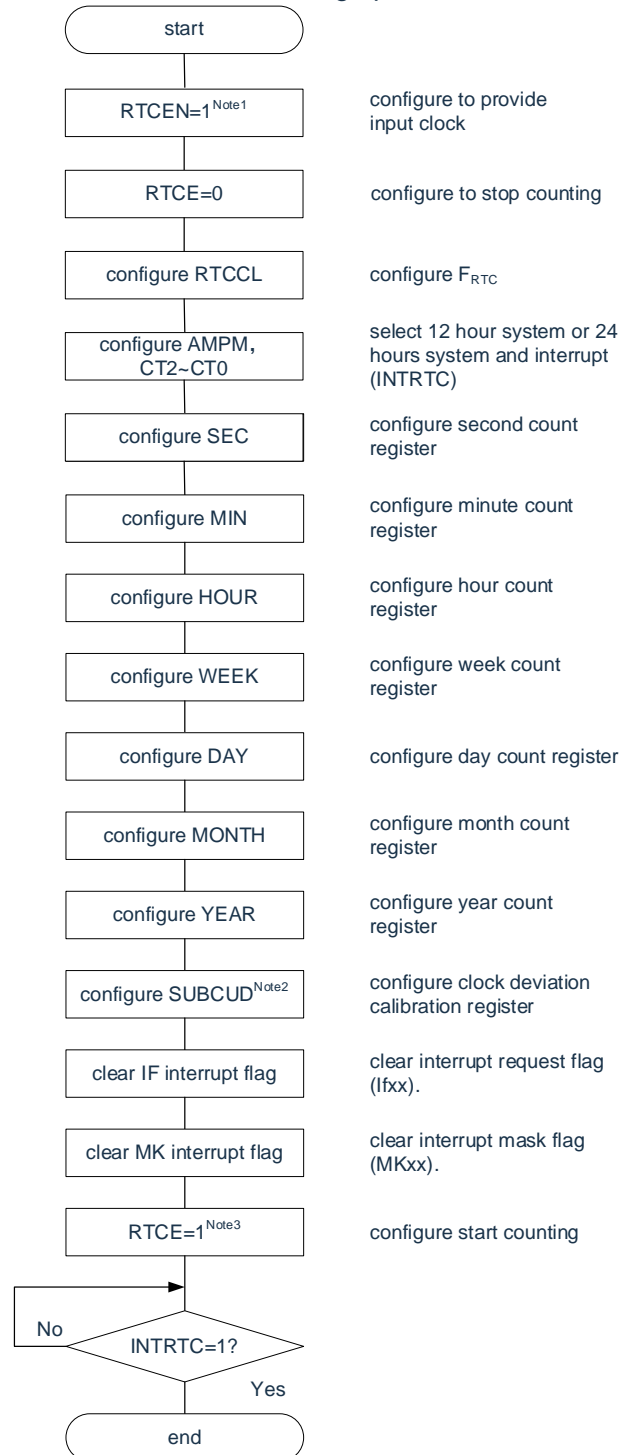 start
RTCEN=1Note1
configure to provide
input clock
RTCE=0
configure to stop counting
configure RTCCL
configure FRTC
configure AMPM,
CT2~CT0
select 12 hour system or 24
hours system and interrupt
(INTRTC)
configure SEC
configure second count
register
configure MIN
configure minute count
register
configure HOUR
configure hour count
register
configure WEEK
configure week count
register
configure DAY
configure day count register
configure MONTH
configure month count
register
configure YEAR
configure year count
register
configure SUBCUDNote2
configure clock deviation
calibration register
clear IF interrupt flag
clear interrupt request flag
(Ifxx).
clear MK interrupt flag
clear interrupt mask flag
(MKxx).
RTCE=1Note3
configure start counting
No
INTRTC=1?
Yes
end